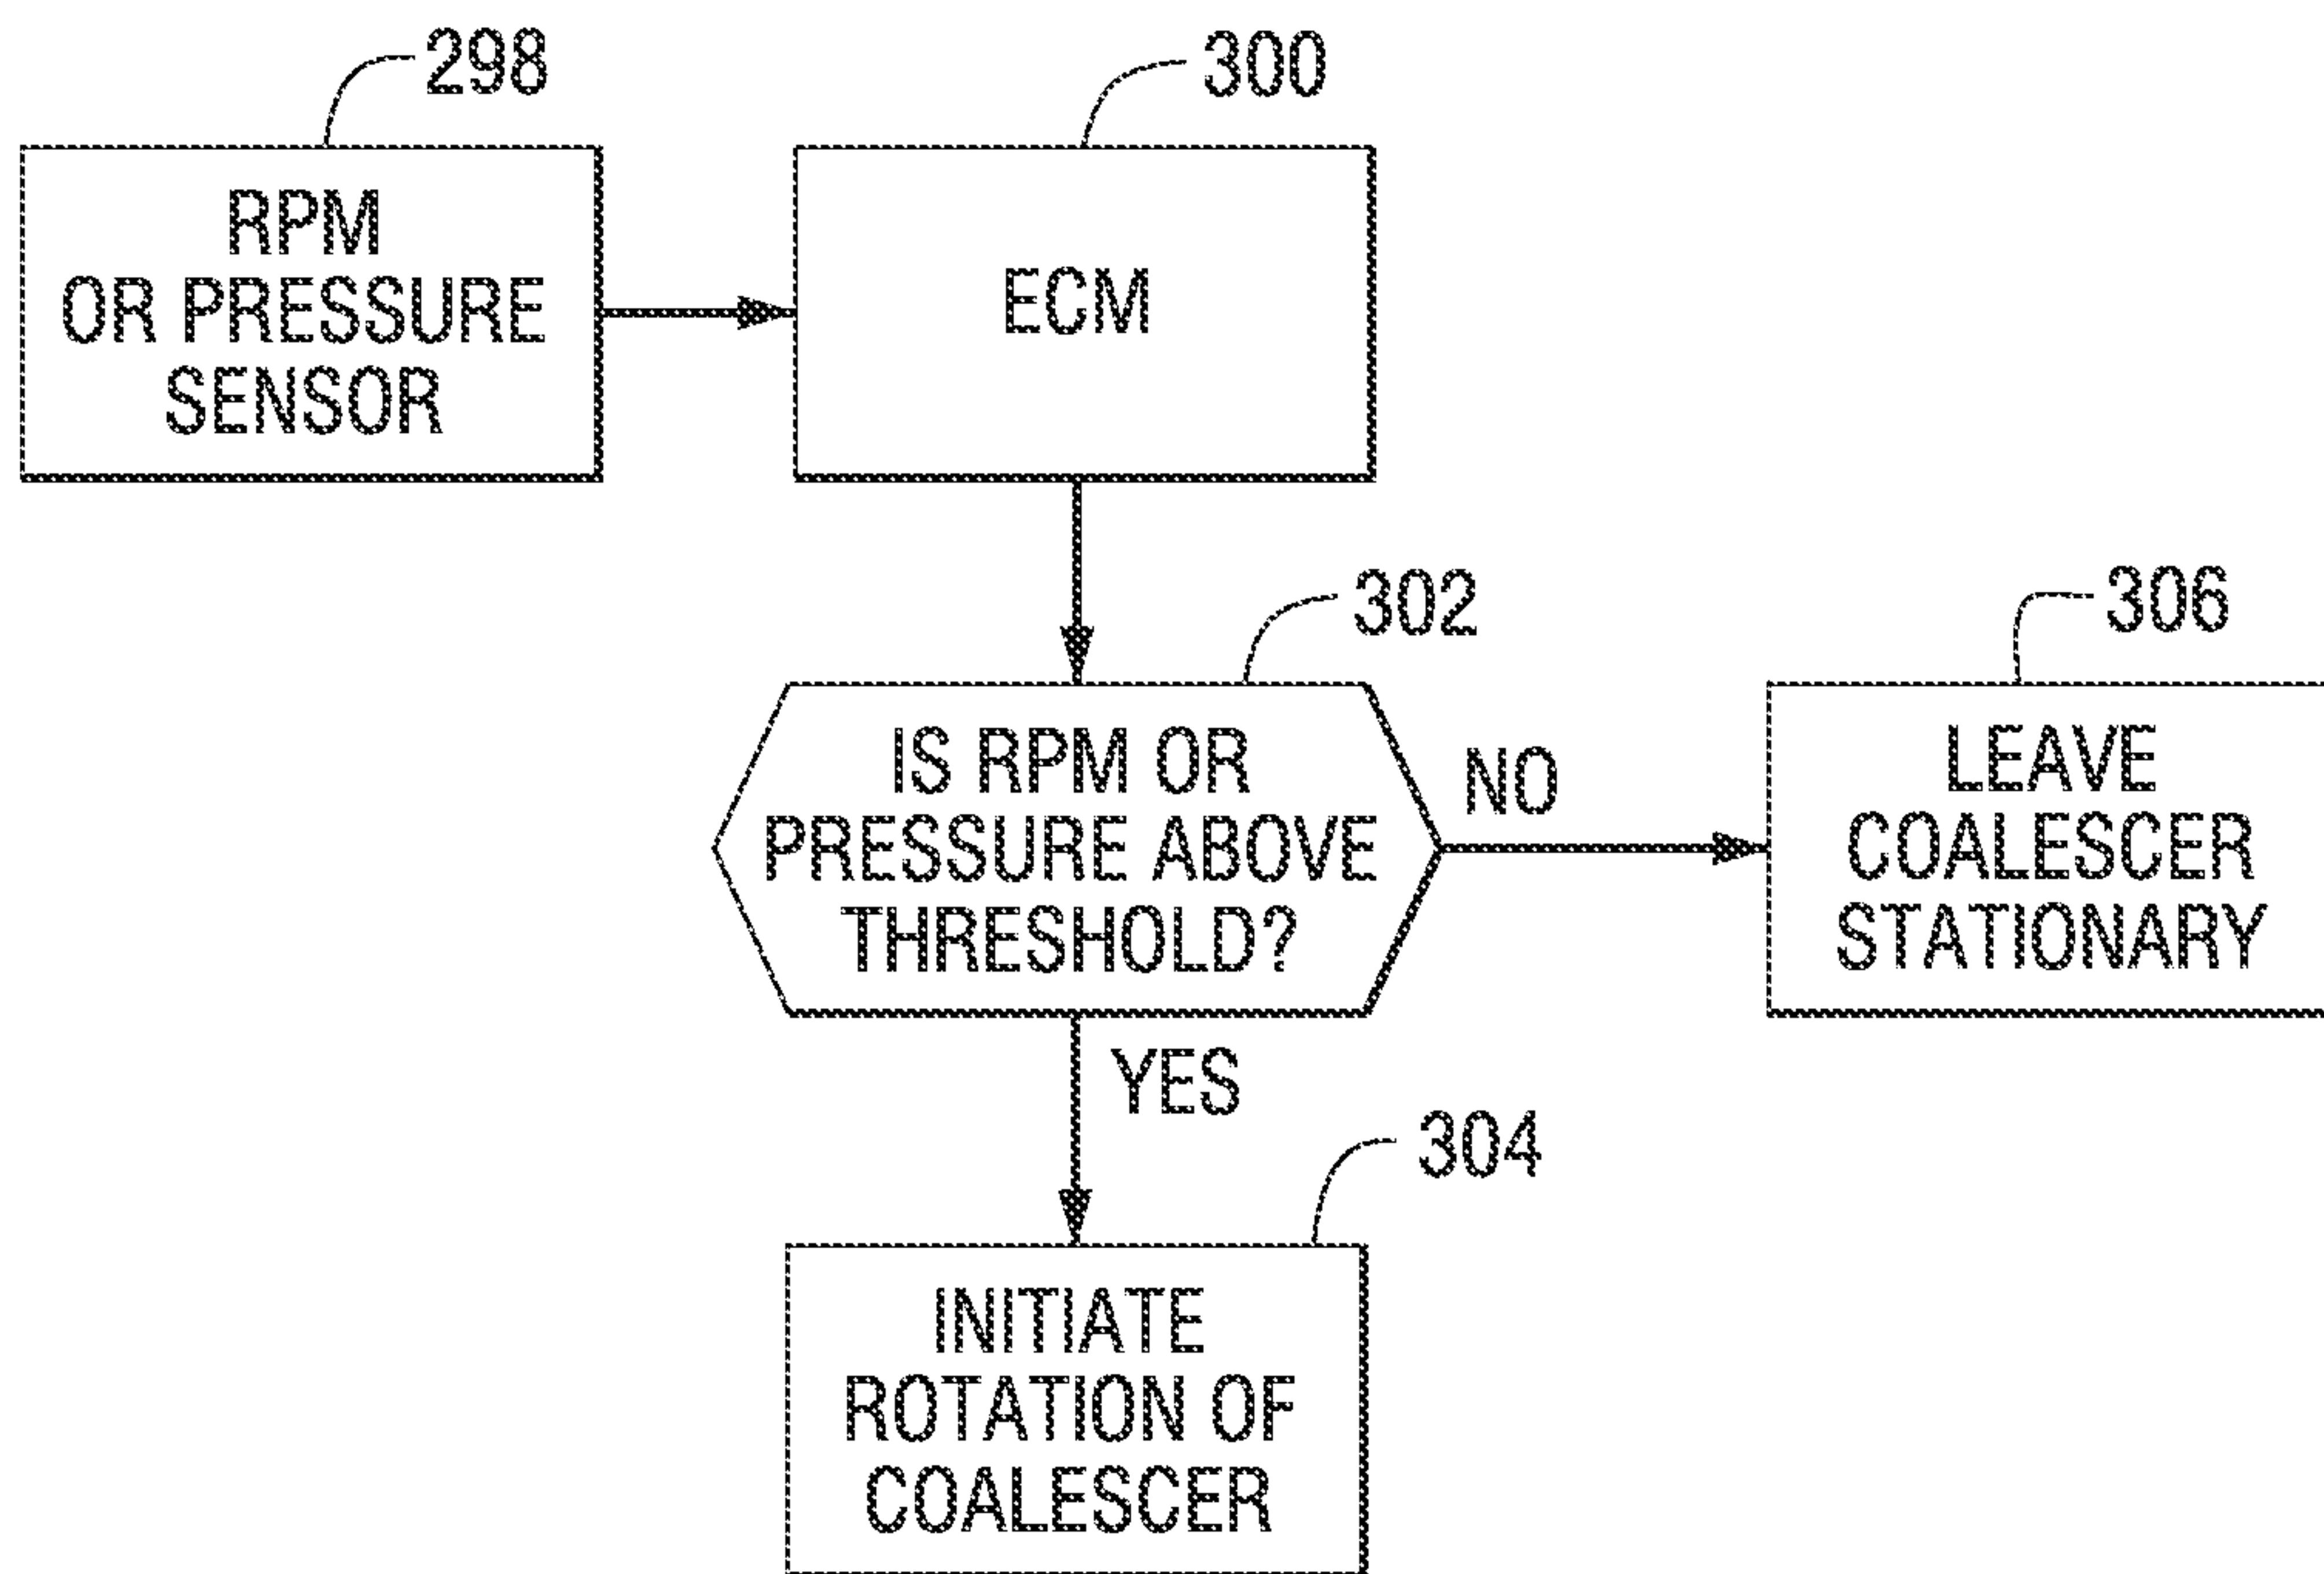 298
RPM
OR PRESSURE
SENSOR
300
ECM
302
IS RPM OR
PRESSURE ABOVE
THRESHOLD?
NO
306
LEAVE
COALESCER
STATIONARY
YES
304
INITIATE
ROTATION OF
COALESCER